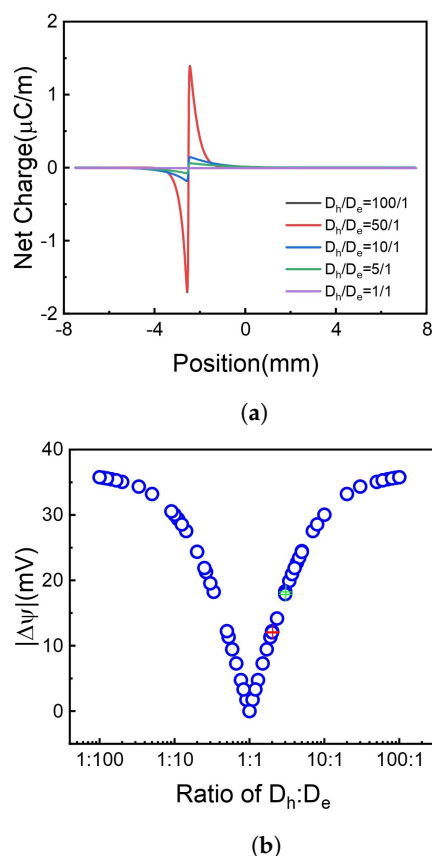 2
1
0
-1
-2
Net Charge(μC/m)
D_h/D_e=100/1
D_h/D_e=50/1
D_h/D_e=10/1
D_h/D_e=5/1
D_h/D_e=1/1
-8 -4 0 4 8
Position(mm)
(a)
40
30
20
10
0
|Δψ|(mV)
1:100 1:10 1:1 10:1 100:1
Ratio of D_h:D_e
(b)